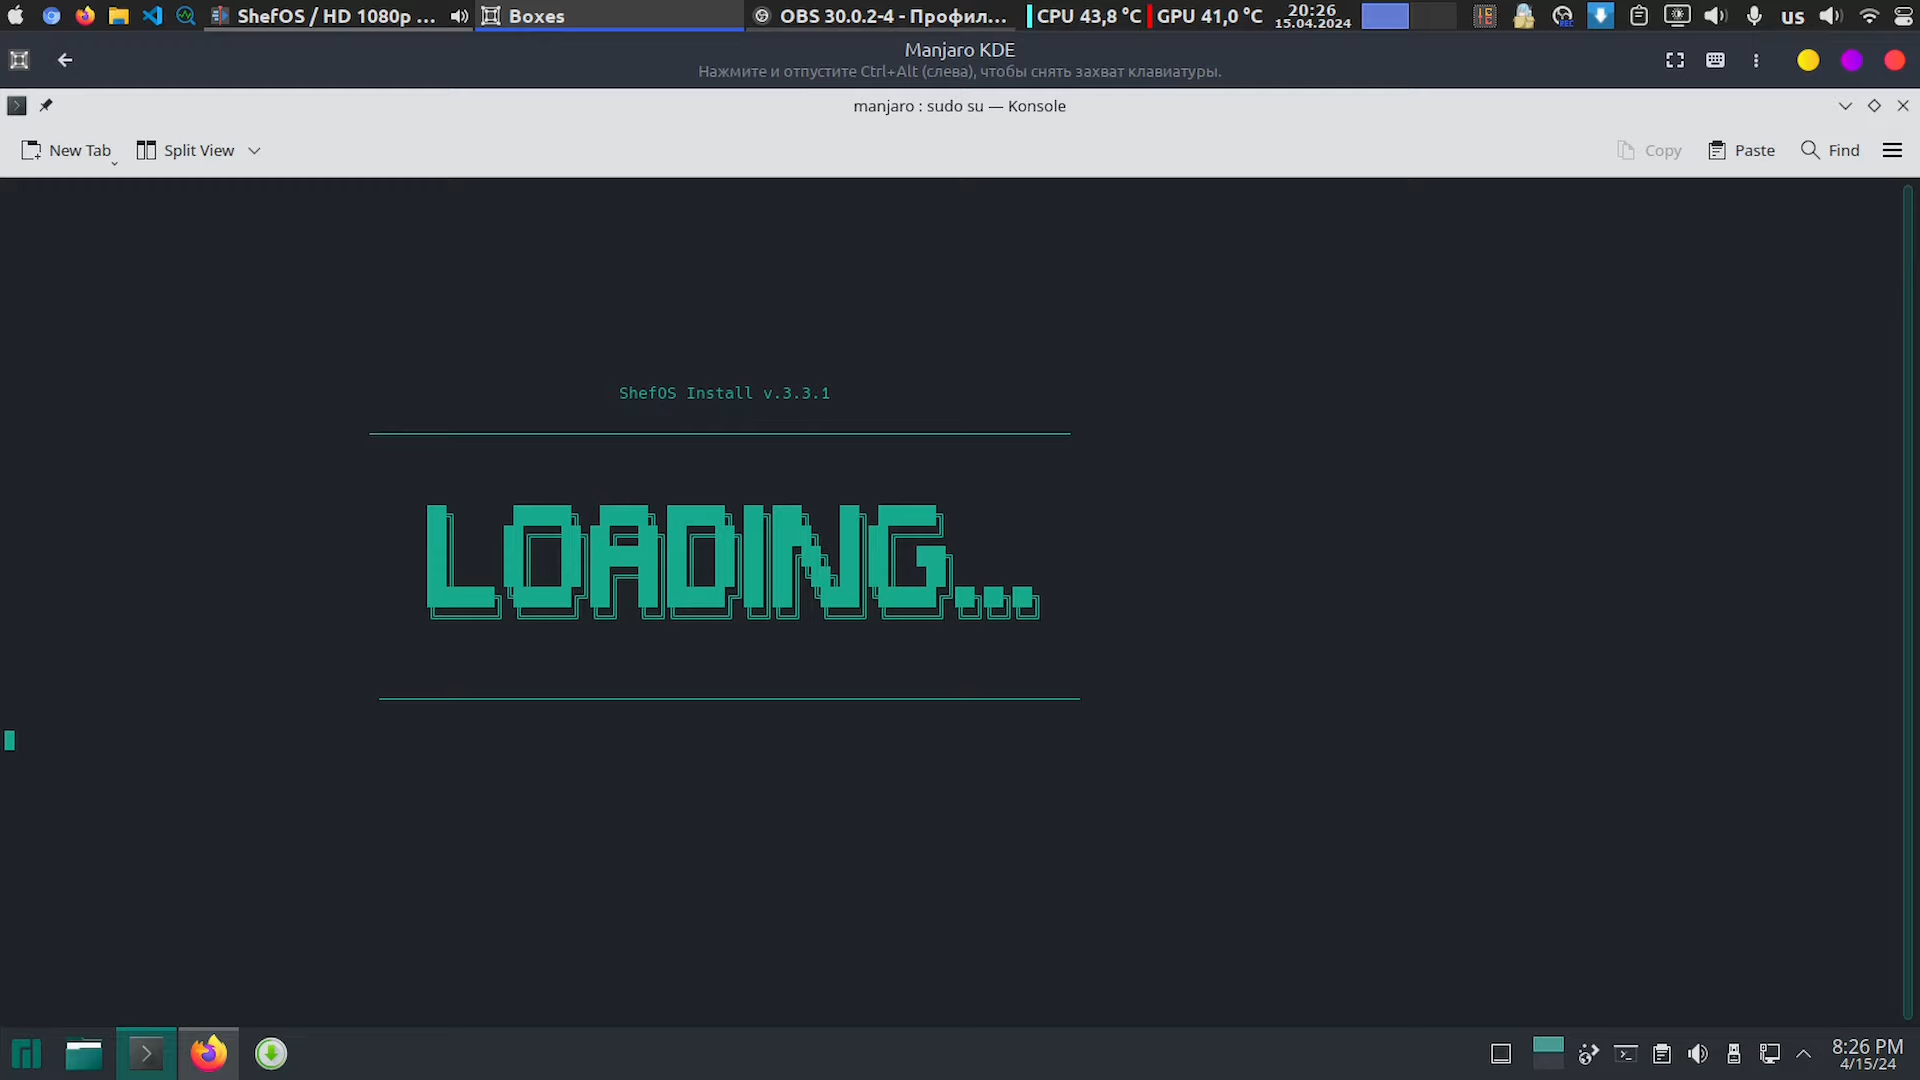 ShefOS / HD 1080p ... Boxes OBS 30.0.2-4 - Профил... CPU 43,8 °C GPU 41,0 °C 20:26 us
15.04.2024
Manjaro KDE
Нажмите и отпустите Ctrl+Alt (слева), чтобы снять захват клавиатуры.
manjaro : sudo su — Konsole
New Tab Split View Copy Paste Find
ShefOS Install v.3.3.1
LOADING...
8:26 PM
4/15/24